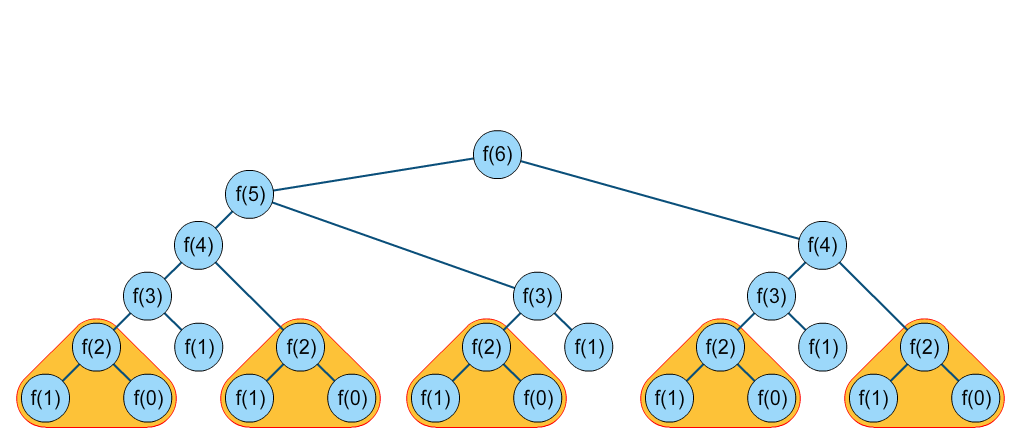 f(6)
f(5)
f(4) f(4)
f(3) f(3) f(3)
f(2) f(1) f(2) f(2) f(1) f(2) f(1) f(2)
f(1) f(0) f(1) f(0) f(1) f(0) f(1) f(0) f(1) f(0)